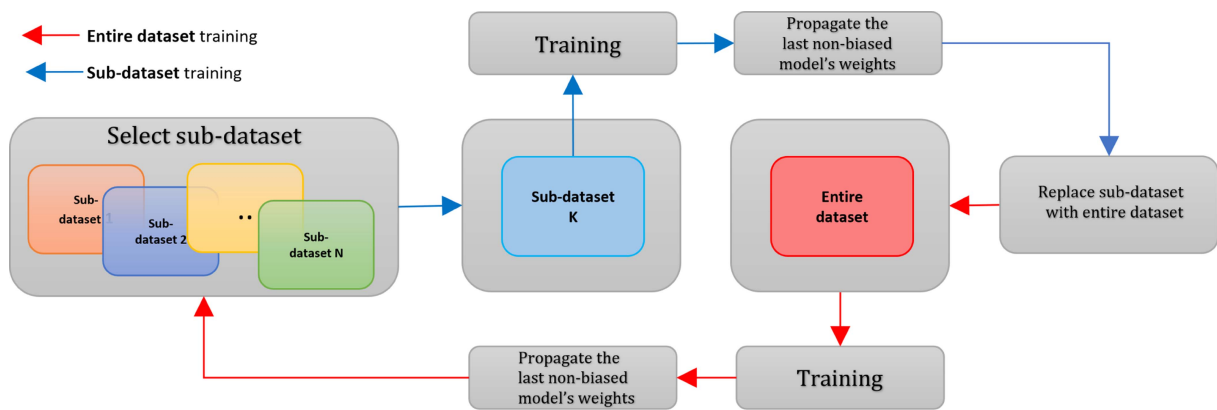 Entire dataset training
Sub-dataset training
Training
Propagate the
last non-biased
model's weights
Select sub-dataset
Sub-
dataset 1
Sub-
dataset 2
..
Sub-
dataset N
Sub-dataset
K
Entire
dataset
Replace sub-dataset
with entire dataset
Propagate the
last non-biased
model's weights
Training